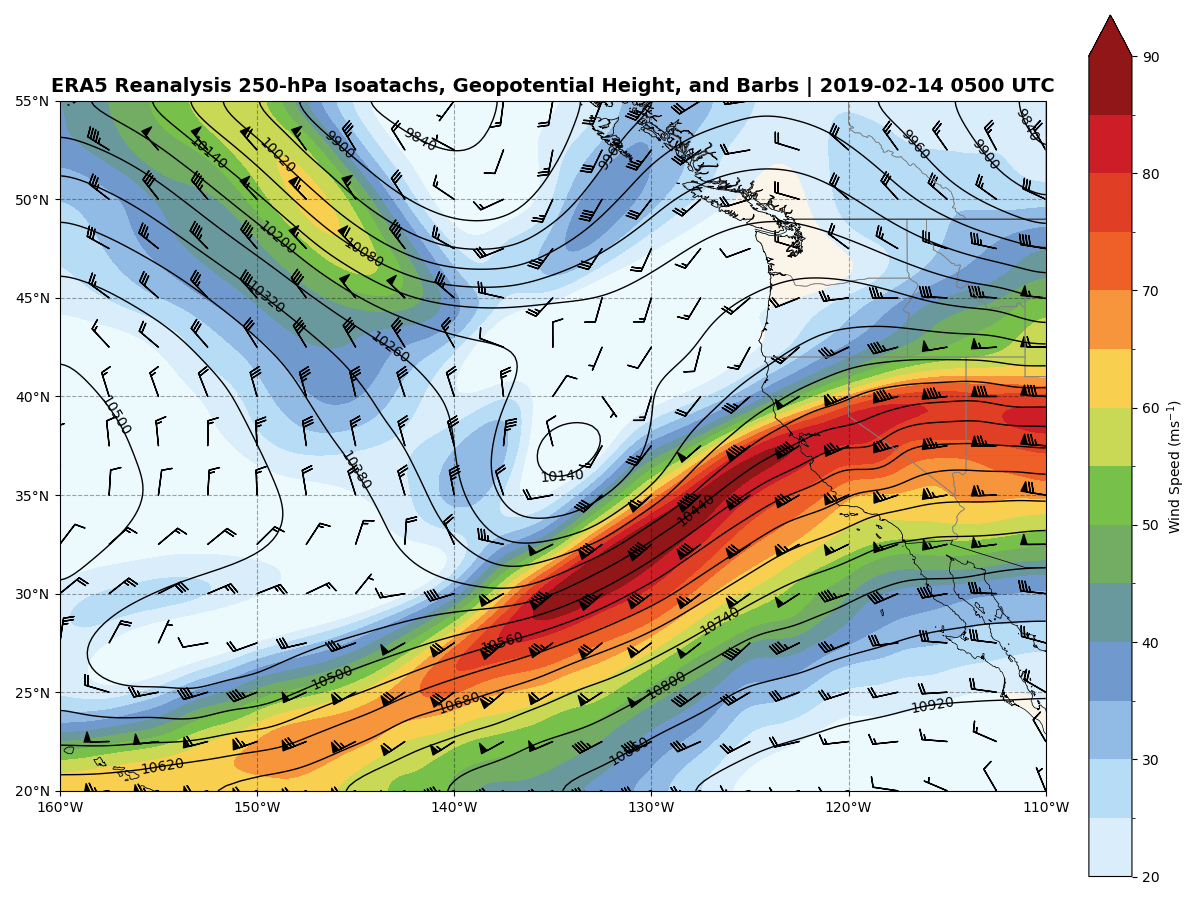 ERA5 Reanalysis 250-hPa Isoatachs, Geopotential Height, and Barbs | 2019-02-14 0500 UTC
90
80
70
60
50
40
30
20
Wind Speed (ms⁻¹)
55°N
50°N
45°N
40°N
35°N
30°N
25°N
20°N
160°W
150°W
140°W
130°W
120°W
110°W
9840
9840
9900
9960
9900
10140
10020
10200
10080
10320
10260
10500
10380
10140
10440
10560
10740
10500
10680
10800
10920
10620